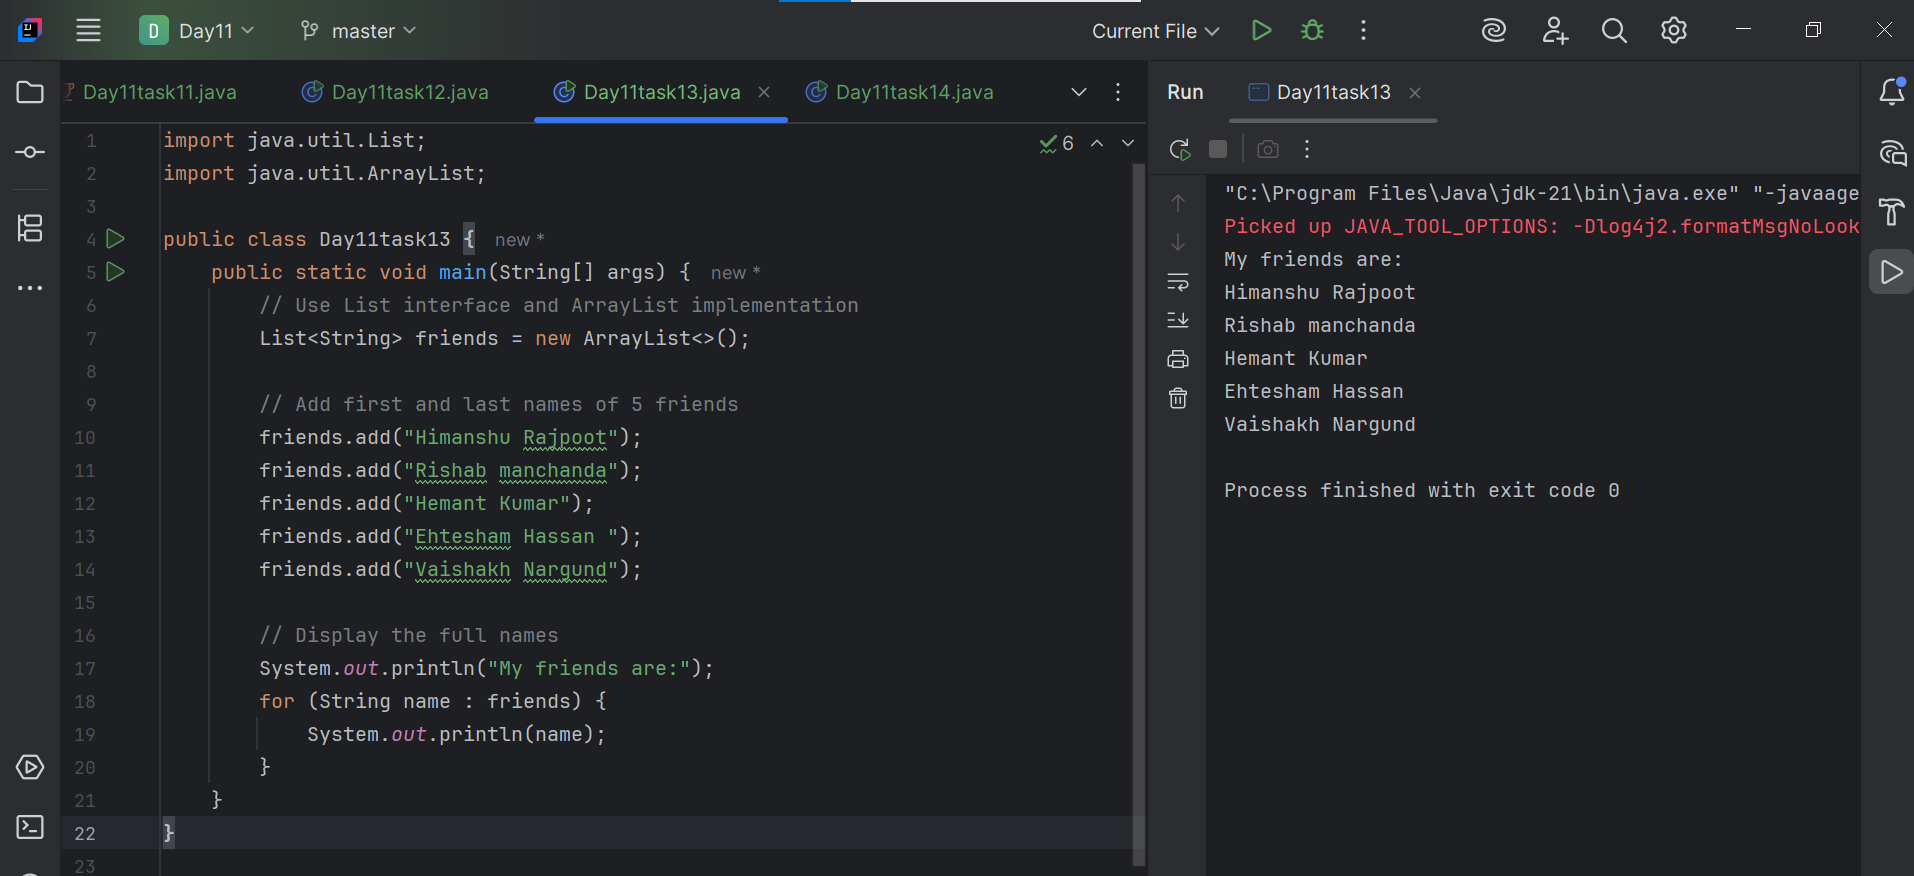 D Day11 master Current File
Day11task11.java Day11task12.java Day11task13.java Day11task14.java
6
1 import java.util.List;
2 import java.util.ArrayList;
3
4 public class Day11task13 { new *
5 public static void main(String[] args) { new *
6 // Use List interface and ArrayList implementation
7 List<String> friends = new ArrayList<>();
8
9 // Add first and last names of 5 friends
10 friends.add("Himanshu Rajpoot");
11 friends.add("Rishab manchanda");
12 friends.add("Hemant Kumar");
13 friends.add("Ehtesham Hassan ");
14 friends.add("Vaishakh Nargund");
15
16 // Display the full names
17 System.out.println("My friends are:");
18 for (String name : friends) {
19 System.out.println(name);
20 }
21 }
22 }
23
Run Day11task13
"C:\Program Files\Java\jdk-21\bin\java.exe" "-javaage
Picked up JAVA_TOOL_OPTIONS: -Dlog4j2.formatMsgNoLook
My friends are:
Himanshu Rajpoot
Rishab manchanda
Hemant Kumar
Ehtesham Hassan
Vaishakh Nargund
Process finished with exit code 0